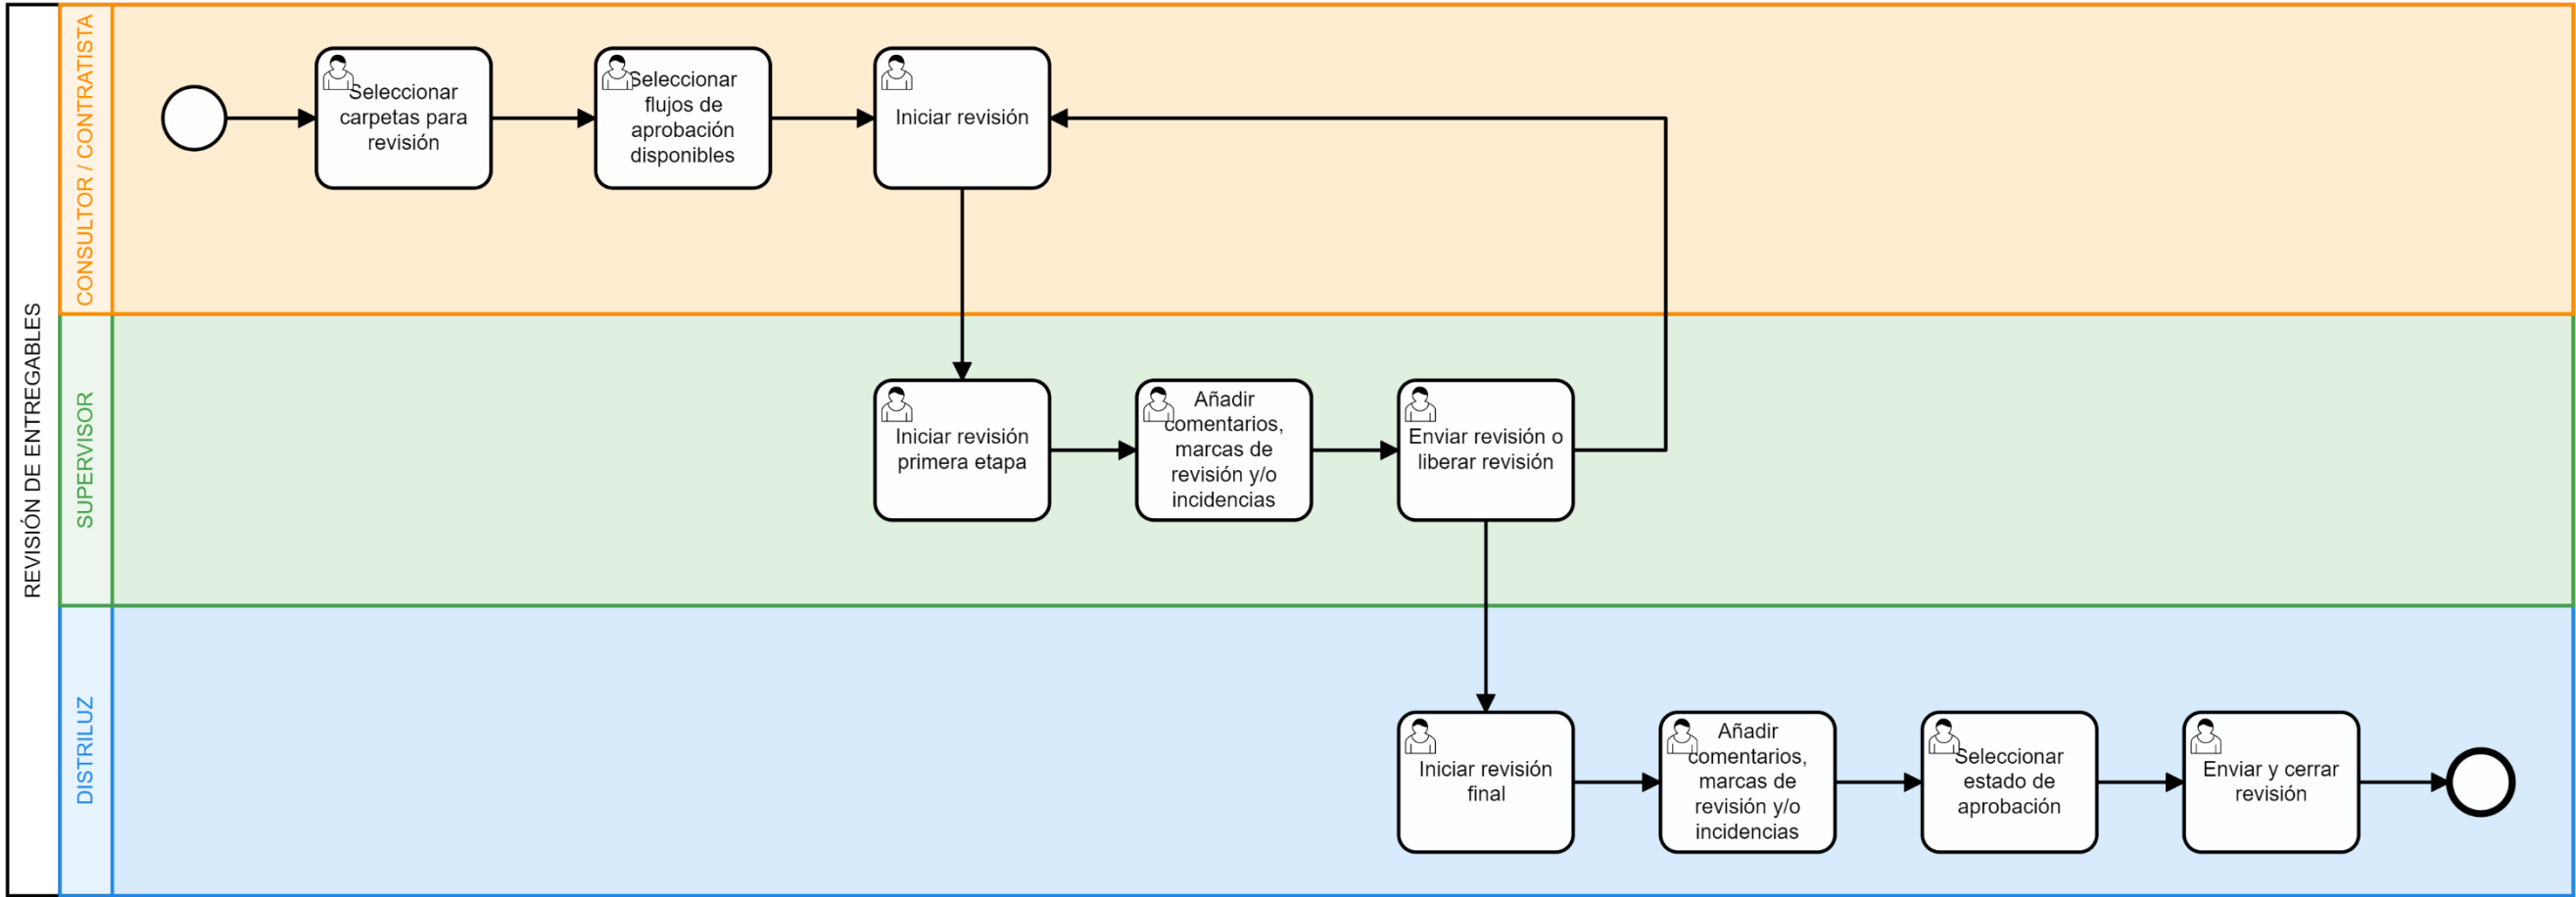 REVISIÓN DE ENTREGABLES
CONSULTOR / CONTRATISTA
Seleccionar
carpetas para
revisión
Seleccionar
flujos de
aprobación
disponibles
Iniciar revisión
SUPERVISOR
Iniciar revisión
primera etapa
Añadir
comentarios,
marcas de
revisión y/o
incidencias
Enviar revisión o
liberar revisión
DISTRILUZ
Iniciar revisión
final
Añadir
comentarios,
marcas de
revisión y/o
incidencias
Seleccionar
estado de
aprobación
Enviar y cerrar
revisión